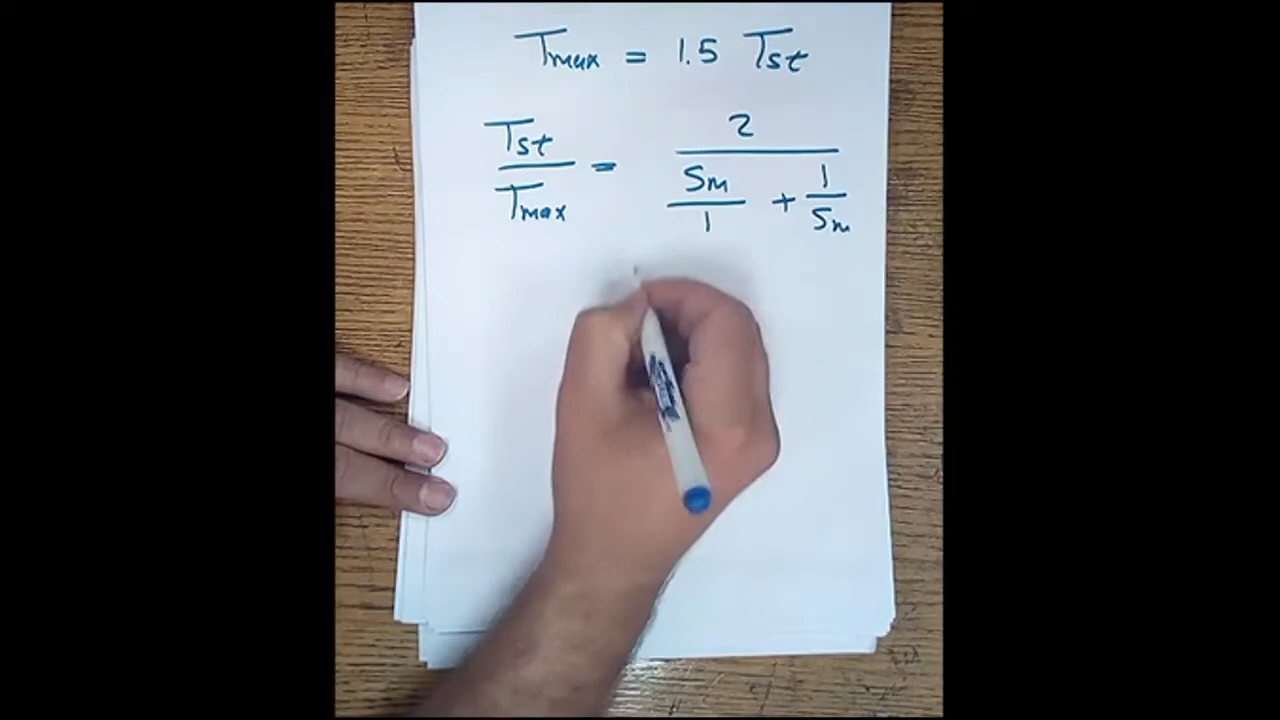 Tmax = 1.5 Tst
Tst / Tmax = 2 / (Sm / 1 + 1 / Sm)